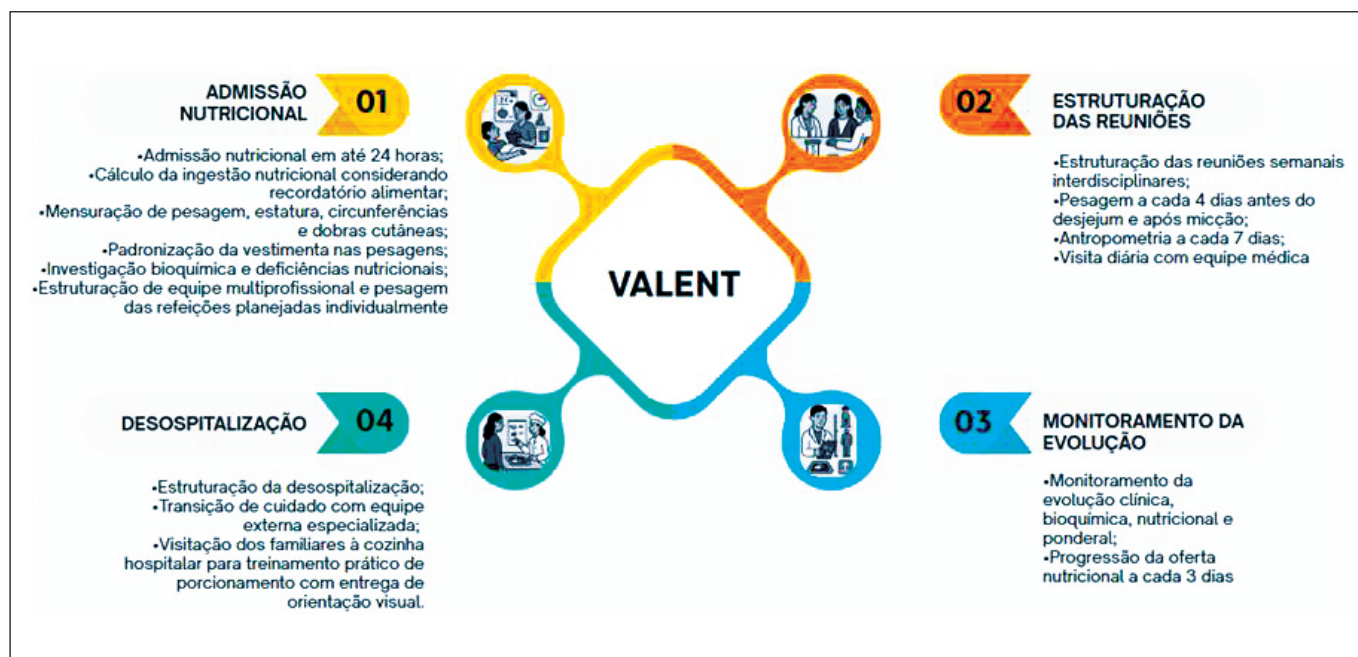 ADMISSÃO
NUTRICIONAL
01
•Admissão nutricional em até 24 horas;
•Cálculo da ingestão nutricional considerando
recordatório alimentar;
•Mensuração de pesagem, estatura, circunferências
e dobras cutâneas;
•Padronização da vestimenta nas pesagens;
•Investigação bioquímica e deficiências nutricionais;
•Estruturação de equipe multiprofissional e pesagem
das refeições planejadas individualmente
02
ESTRUTURAÇÃO
DAS REUNIÕES
•Estruturação das reuniões semanais
interdisciplinares;
•Pesagem a cada 4 dias antes do
desjejum e após micção;
•Antropometria a cada 7 dias;
•Visita diária com equipe médica
VALENT
03
MONITORAMENTO DA
EVOLUÇÃO
•Monitoramento da
evolução clínica,
bioquímica, nutricional e
ponderal;
•Progressão da oferta
nutricional a cada 3 dias
DESOSPITALIZAÇÃO
04
•Estruturação da desospitalização;
•Transição de cuidado com equipe
externa especializada;
•Visitação dos familiares à cozinha
hospitalar para treinamento prático de
porcionamento com entrega de
orientação visual.